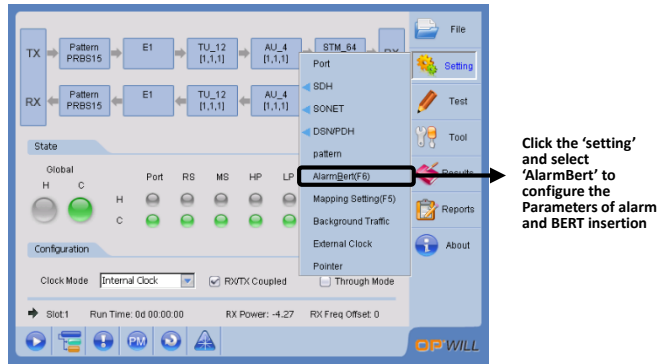 File
TX
Pattern
PRBS15
E1
TU_12
[1,1,1]
AU_4
[1,1,1]
STM_64
Port
Setting
SDH
RX
Pattern
PRBS15
E1
TU_12
[1,1,1]
AU_4
[1,1,1]
SONET
Test
DSN/PDH
Tool
State
pattern
Global
H C
Port RS MS HP LP
AlarmBert(F6)
Results
H
Mapping Setting(F5)
Reports
C
Background Traffic
Configuration
External Clock
About
Pointer
Clock Mode Internal Clock RX/TX Coupled Through Mode
Slot:1 Run Time: 0d 00:00:00 RX Power: -4.27 RX Freq Offset: 0
PM
OPWILL
Click the ‘setting’
and select
‘AlarmBert’ to
configure the
Parameters of alarm
and BERT insertion